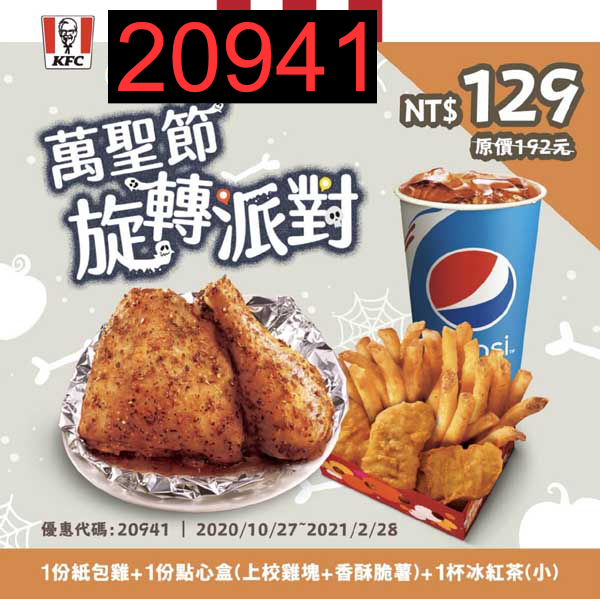 KFC
20941
NT$ 129
原價192元
萬聖節
旋轉派對
優惠代碼:20941 | 2020/10/27~2021/2/28
1份紙包雞+1份點心盒(上校雞塊+香酥脆薯)+1杯冰紅茶(小)